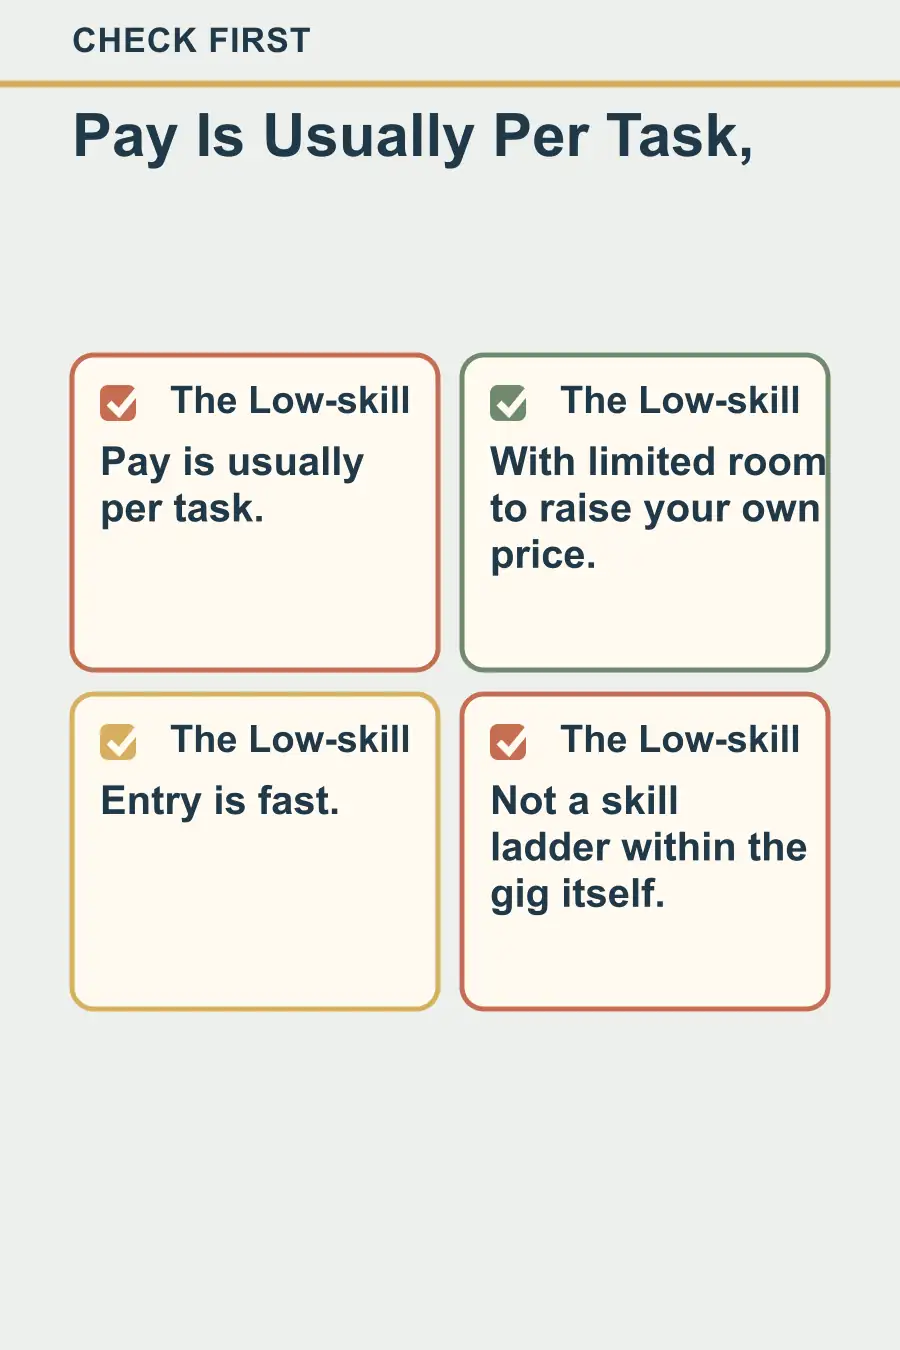 CHECK FIRST
Pay Is Usually Per Task,
The Low-skill
Pay is usually
per task.
The Low-skill
With limited room
to raise your own
price.
The Low-skill
Entry is fast.
The Low-skill
Not a skill
ladder within the
gig itself.